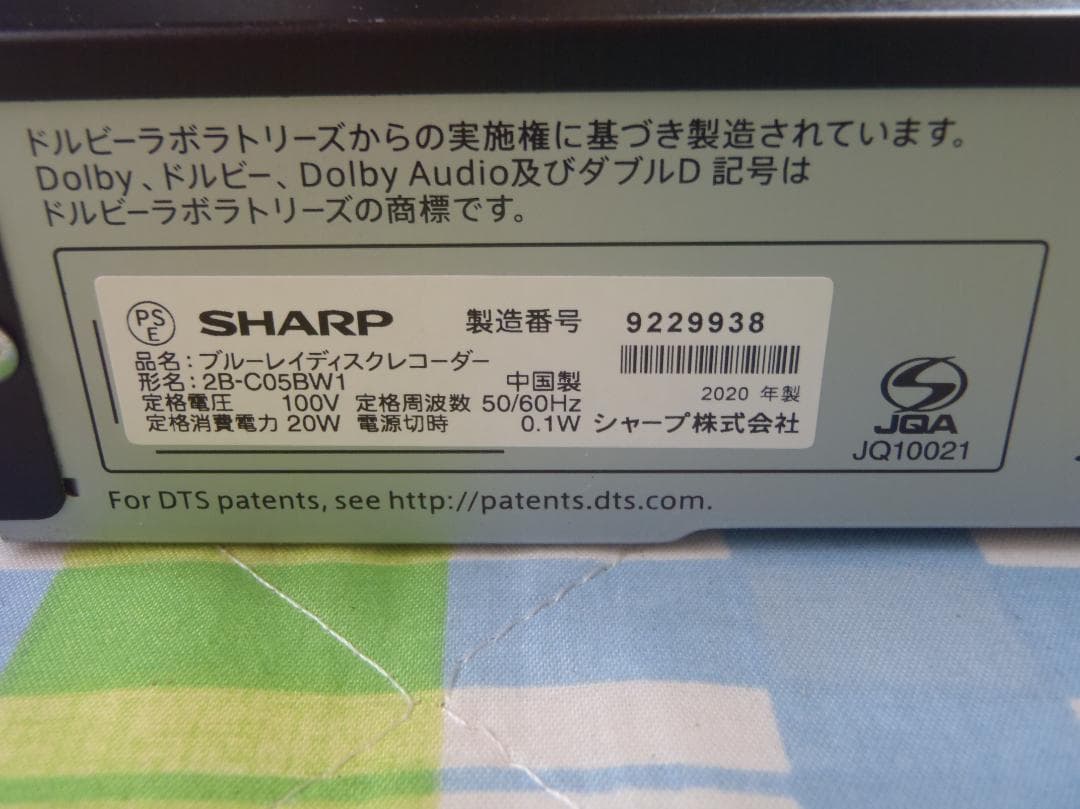 ドルビーラボラトリーズからの実施権に基づき製造されています。
Dolby、ドルビー、Dolby Audio及びダブルD 記号は
ドルビーラボラトリーズの商標です。
PS E SHARP 製造番号 9229938
品名:ブルーレイディスクレコーダー
形名:2B-C05BW1 中国製 2020 年製
定格電圧 100V 定格周波数 50/60Hz
定格消費電力 20W 電源切時 0.1W シャープ株式会社
JQA
JQ10021
For DTS patents, see http://patents.dts.com.